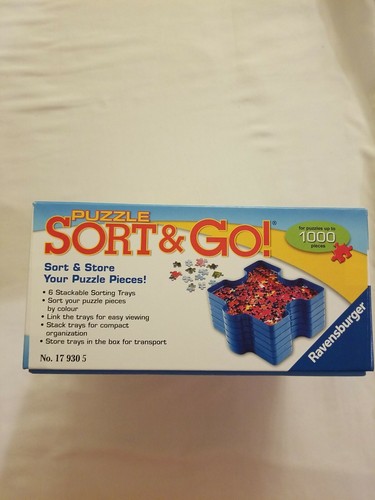 PUZZLE
SORT & GO!®
for puzzles up to
1000
pieces
Sort & Store
Your Puzzle Pieces!
• 6 Stackable Sorting Trays
• Sort your puzzle pieces
by colour
• Link the trays for easy viewing
• Stack trays for compact
organization
• Store trays in the box for transport
No. 17 930 5
Ravensburger